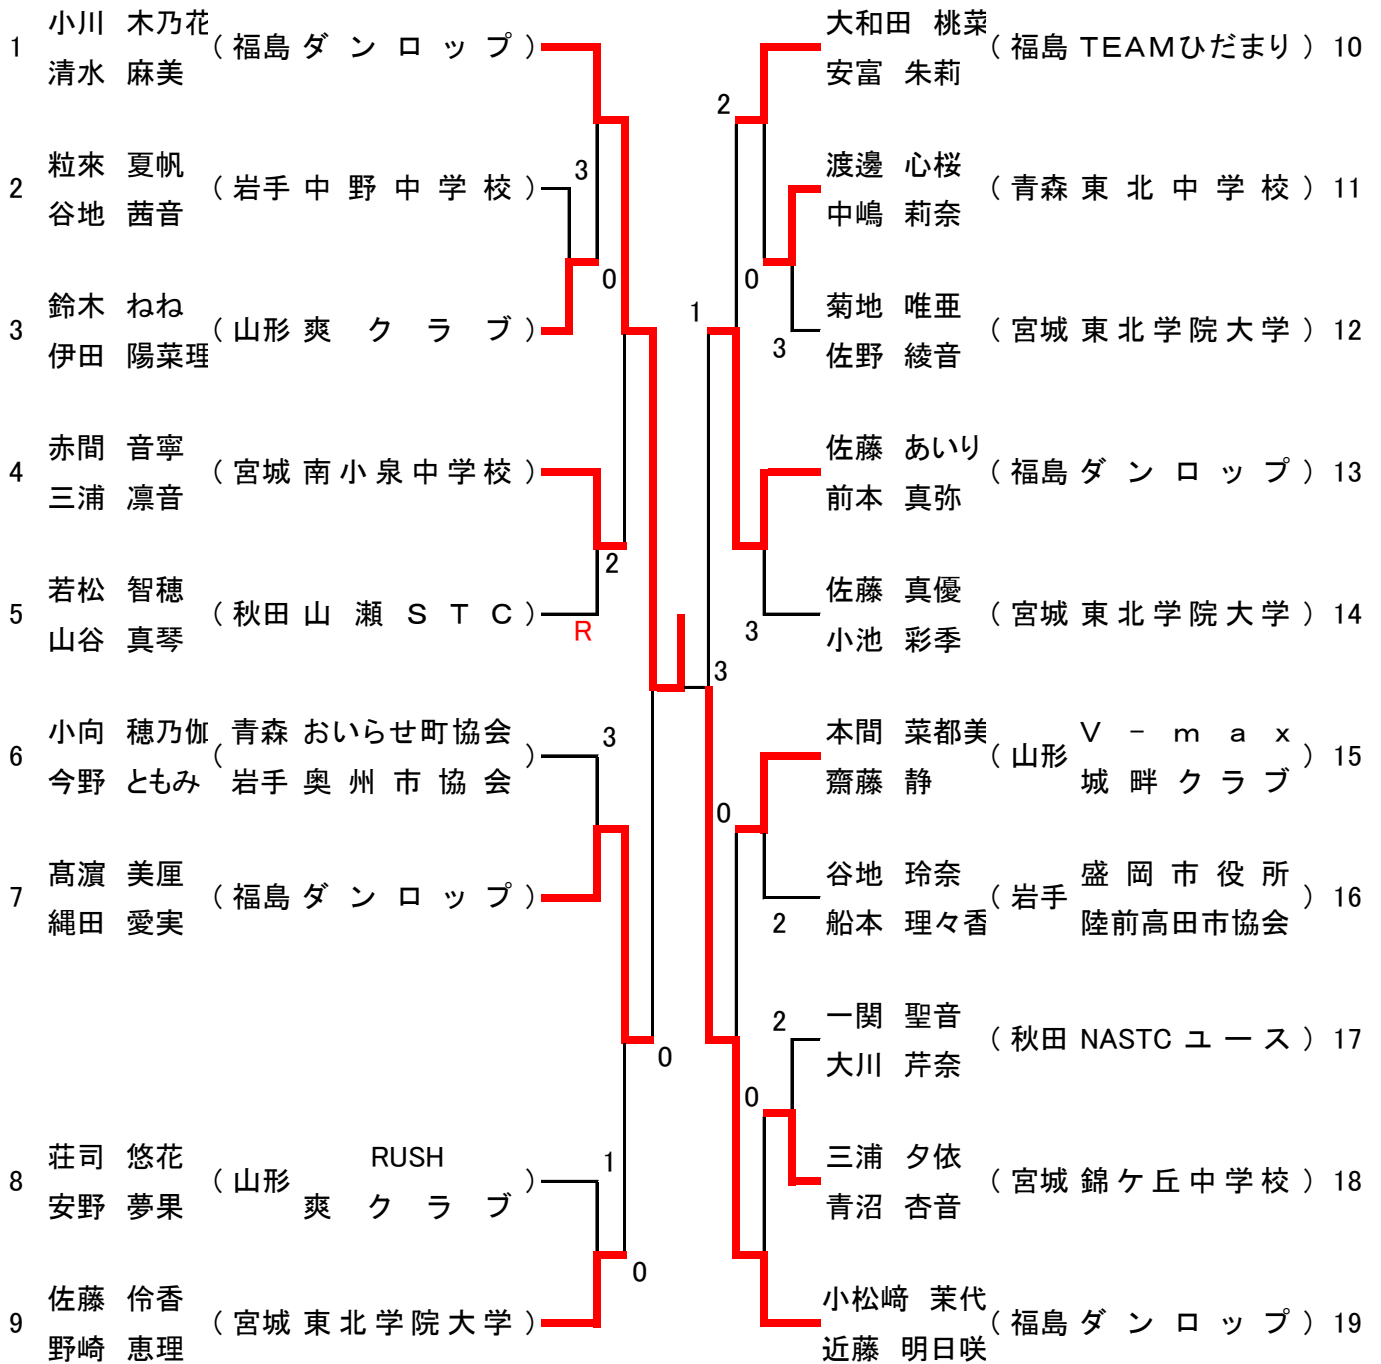 1 小川 木乃花 清水 麻美 ( 福島 ダンロップ )
2 粒來 夏帆 谷地 茜音 ( 岩手 中野中学校 )
3 鈴木 ねね 伊田 陽菜理 ( 山形 爽クラブ )
4 赤間 音寧 三浦 凛音 ( 宮城 南小泉中学校 )
5 若松 智穂 山谷 真琴 ( 秋田 山瀬STC )
6 小向 穂乃伽 今野 ともみ ( 青森 おいらせ町協会 岩手 奥州市協会 )
7 髙濵 美厘 縄田 愛実 ( 福島 ダンロップ )
8 荘司 悠花 安野 夢果 ( 山形 RUSH 爽クラブ )
9 佐藤 伶香 野崎 恵理 ( 宮城 東北学院大学 )
3
0
2
R
3
0
1
0
3
大和田 桃菜 安富 朱莉 ( 福島 TEAMひだまり ) 10
渡邊 心桜 中嶋 莉奈 ( 青森 東北中学校 ) 11
菊地 唯亜 佐野 綾音 ( 宮城 東北学院大学 ) 12
佐藤 あいり 前本 真弥 ( 福島 ダンロップ ) 13
佐藤 真優 小池 彩季 ( 宮城 東北学院大学 ) 14
本間 菜都美 齋藤 静 ( 山形 V-max 城畔クラブ ) 15
谷地 玲奈 船本 理々香 ( 岩手 盛岡市役所 陸前高田市協会 ) 16
一関 聖音 大川 芹奈 ( 秋田 NASTC ユース ) 17
三浦 夕依 青沼 杏音 ( 宮城 錦ケ丘中学校 ) 18
小松﨑 茉代 近藤 明日咲 ( 福島 ダンロップ ) 19
2
0
1
3
3
0
2
2
0